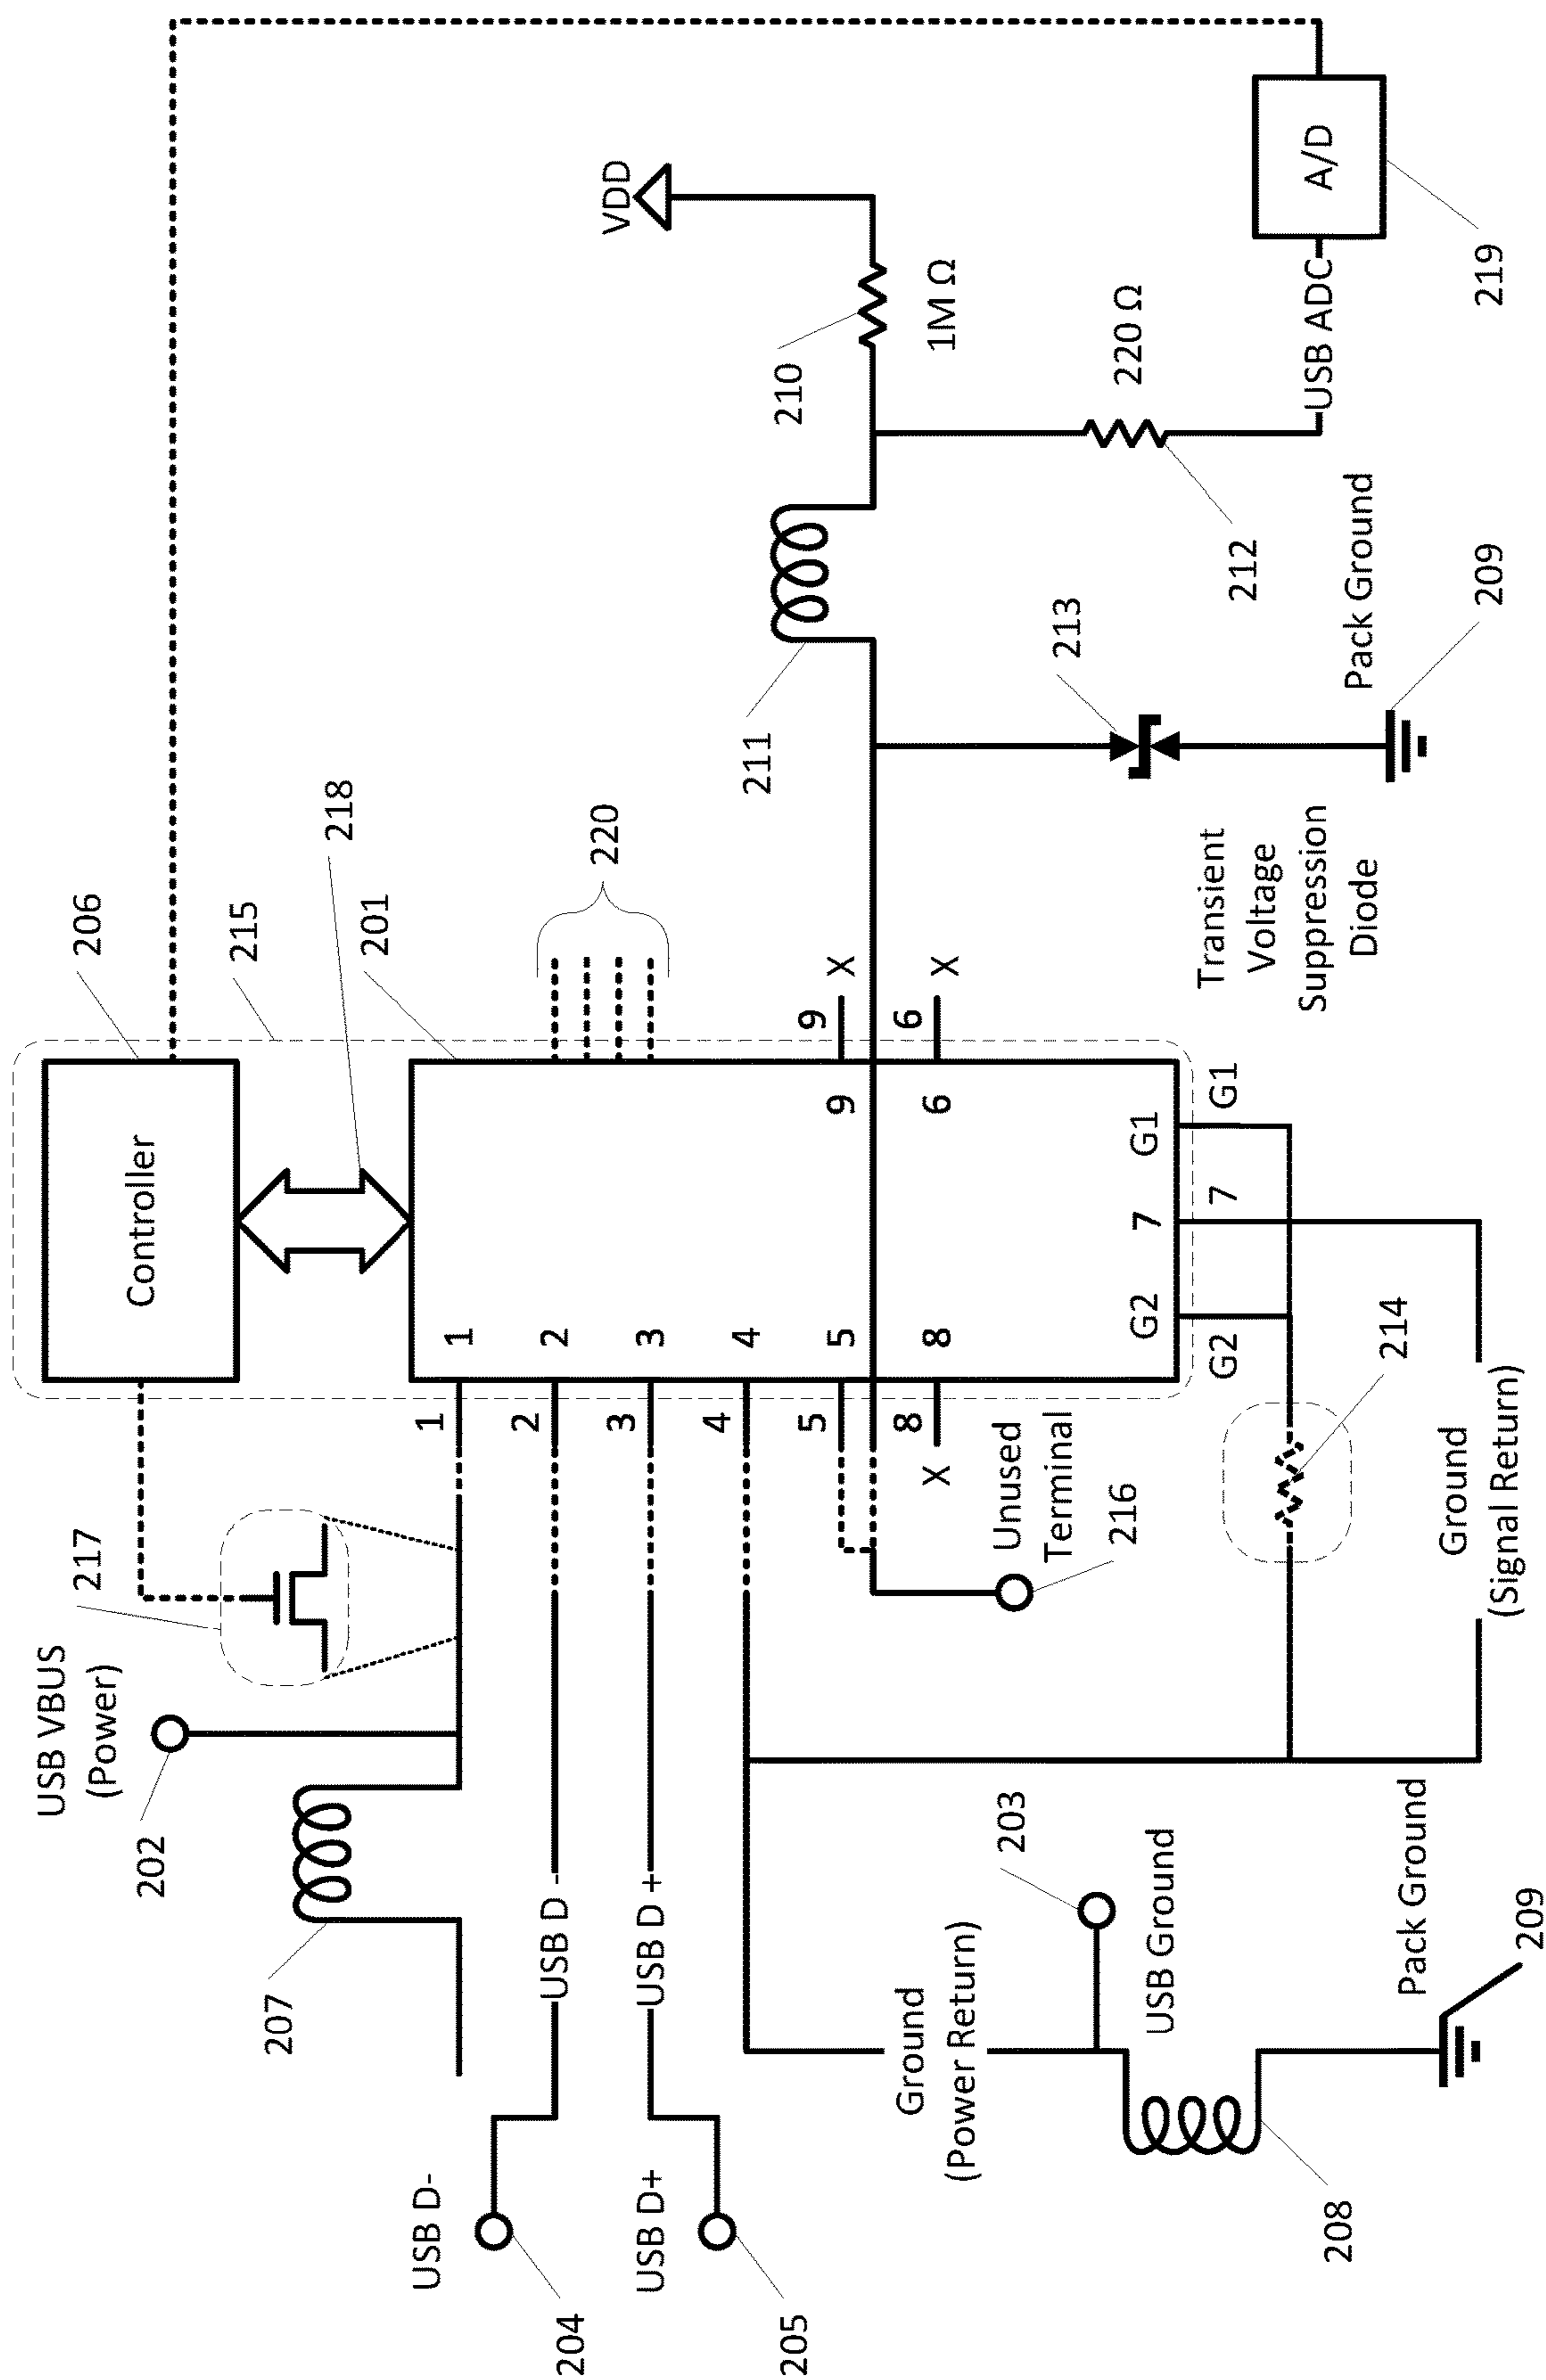 206
215
201
218
220
Controller
217
USB VBUS
(Power)
202
207
USB D-
204
USB D -
USB D+
205
USB D +
1
1
2
2
3
3
4
4
5
5
8
8
X
9
9
X
6
6
X
Unused
Terminal
216
G2
G2
7
7
G1
G1
214
Ground
(Signal Return)
Ground
(Power Return)
203
USB Ground
208
Pack Ground
209
211
VDD
210
1M Ω
220 Ω
212
USB ADC
A/D
219
213
Transient
Voltage
Suppression
Diode
Pack Ground
209